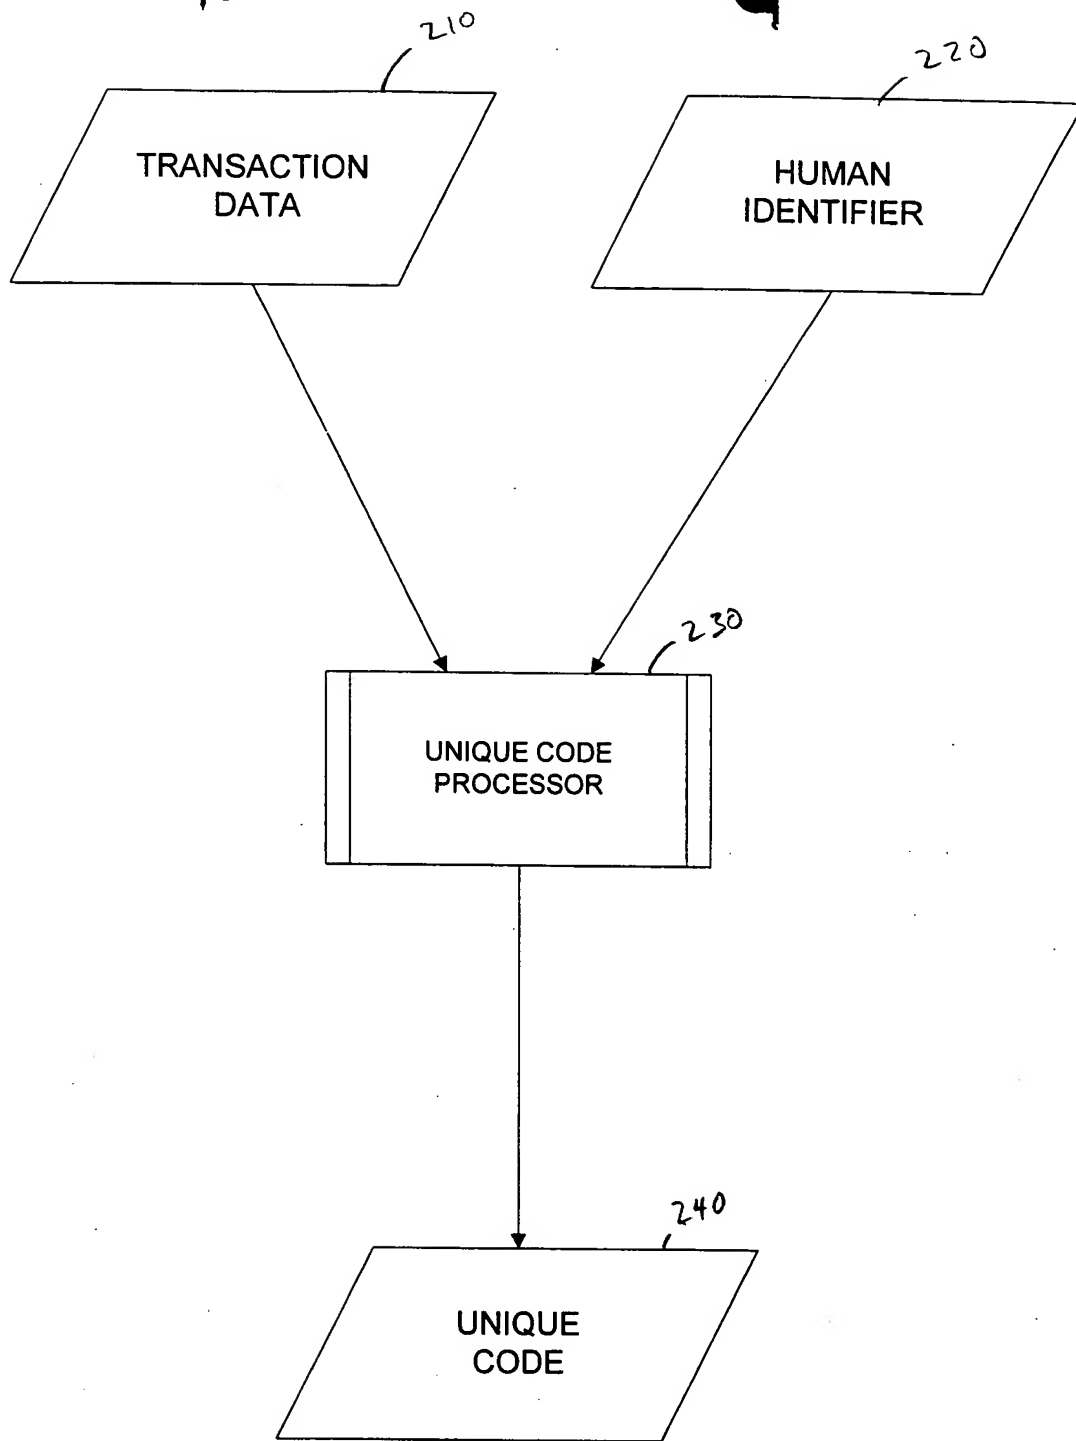 210
220
TRANSACTION
DATA
HUMAN
IDENTIFIER
230
UNIQUE CODE
PROCESSOR
240
UNIQUE
CODE